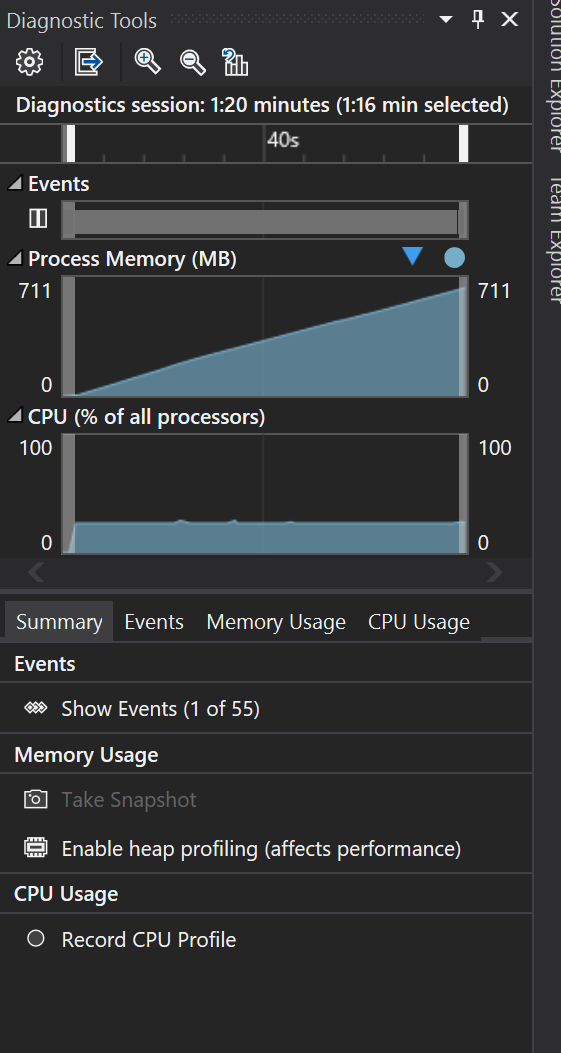 Diagnostic Tools
Diagnostics session: 1:20 minutes (1:16 min selected)
40s
Events
Process Memory (MB)
711 711
0 0
CPU (% of all processors)
100 100
0 0
Summary Events Memory Usage CPU Usage
Events
Show Events (1 of 55)
Memory Usage
Take Snapshot
Enable heap profiling (affects performance)
CPU Usage
Record CPU Profile
Solution Explorer
Team Explorer